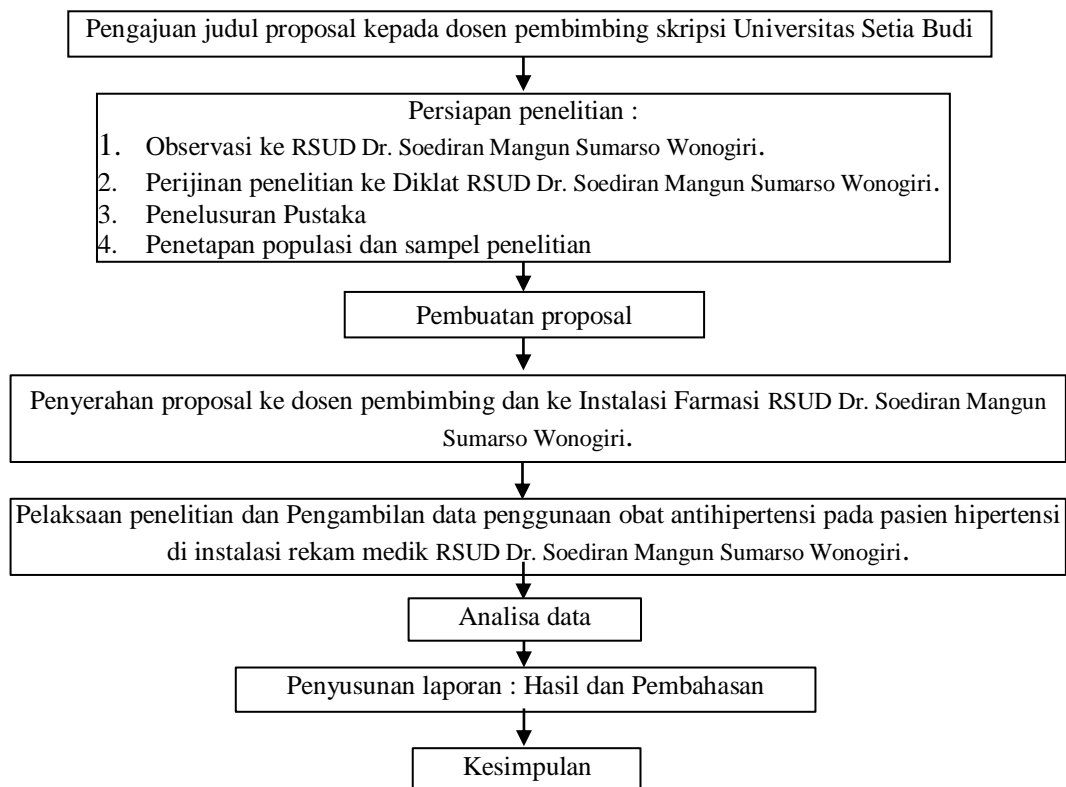 Pengajuan judul proposal kepada dosen pembimbing skripsi Universitas Setia Budi
Persiapan penelitian :
1. Observasi ke RSUD Dr. Soediran Mangun Sumarso Wonogiri.
2. Perijinan penelitian ke Diklat RSUD Dr. Soediran Mangun Sumarso Wonogiri.
3. Penelusuran Pustaka
4. Penetapan populasi dan sampel penelitian
Pembuatan proposal
Penyerahan proposal ke dosen pembimbing dan ke Instalasi Farmasi RSUD Dr. Soediran Mangun
Sumarso Wonogiri.
Pelaksaan penelitian dan Pengambilan data penggunaan obat antihipertensi pada pasien hipertensi
di instalasi rekam medik RSUD Dr. Soediran Mangun Sumarso Wonogiri.
Analisa data
Penyusunan laporan : Hasil dan Pembahasan
Kesimpulan